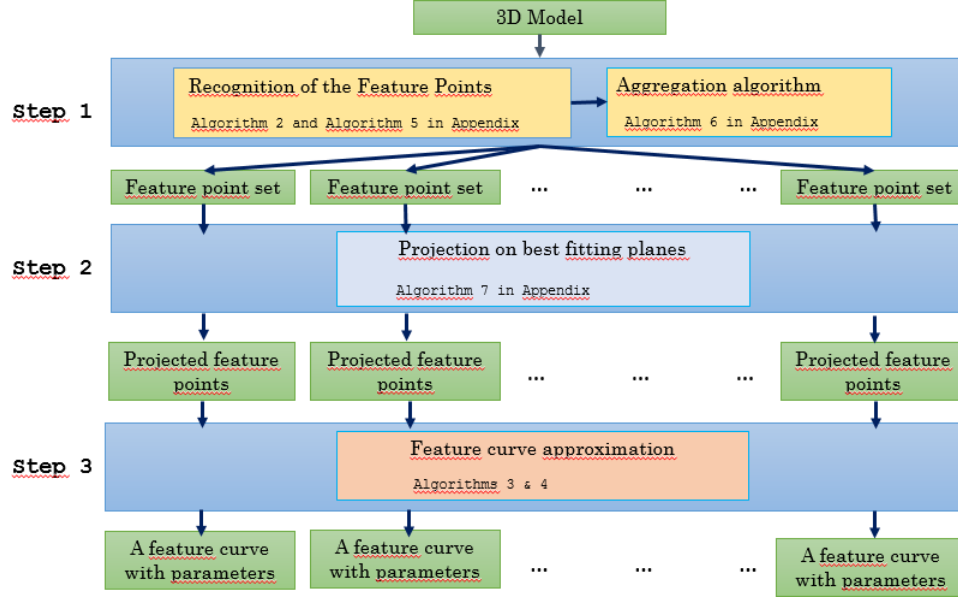 3D Model
Step 1
Recognition of the Feature Points
Algorithm 2 and Algorithm 5 in Appendix
Aggregation algorithm
Algorithm 6 in Appendix
Feature point set
Feature point set
... ... ...
Feature point set
Step 2
Projection on best fitting planes
Algorithm 7 in Appendix
Projected feature
points
Projected feature
points
... ... ...
Projected feature
points
Step 3
Feature curve approximation
Algorithms 3 & 4
A feature curve
with parameters
A feature curve
with parameters
... ... ...
A feature curve
with parameters